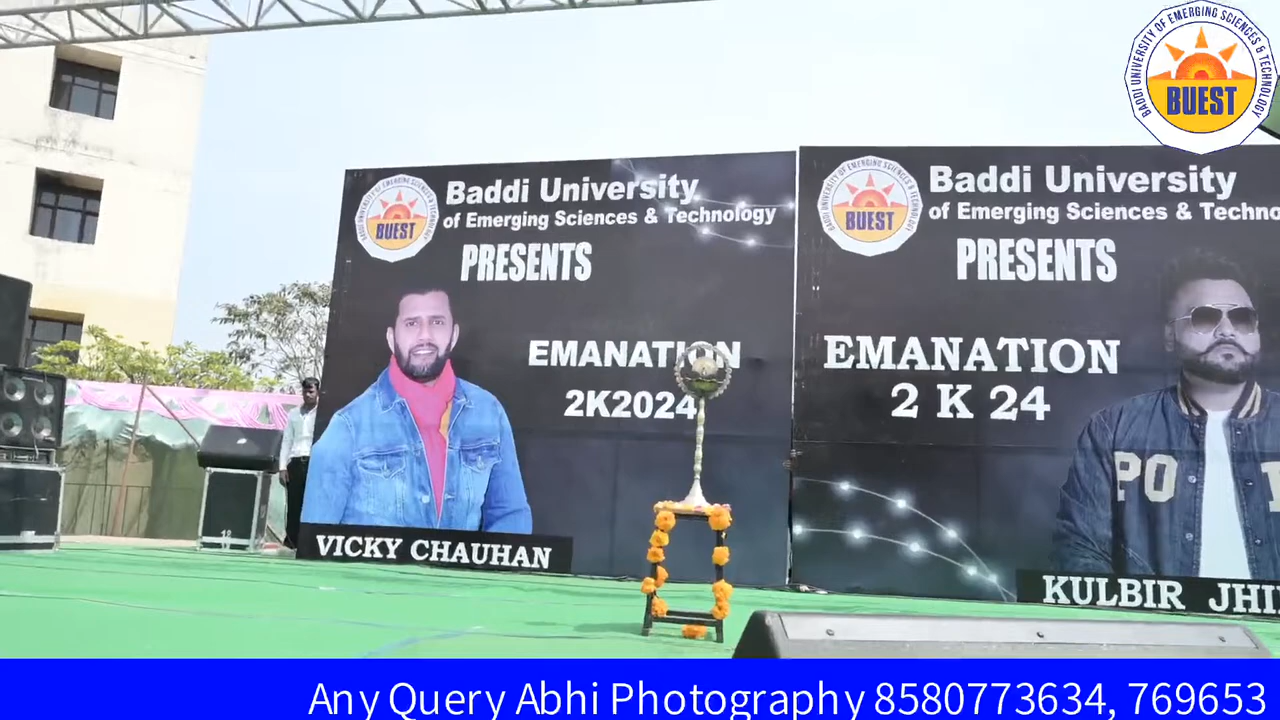 BADDI UNIVERSITY OF EMERGING SCIENCES & TECHNOLOGY
BUEST
BUEST
Baddi University
of Emerging Sciences & Technology
PRESENTS
EMANATION
2K2024
VICKY CHAUHAN
BUEST
Baddi University
of Emerging Sciences & Techno
PRESENTS
EMANATION
2 K 24
PO
KULBIR JHI
Any Query Abhi Photography 8580773634, 769653